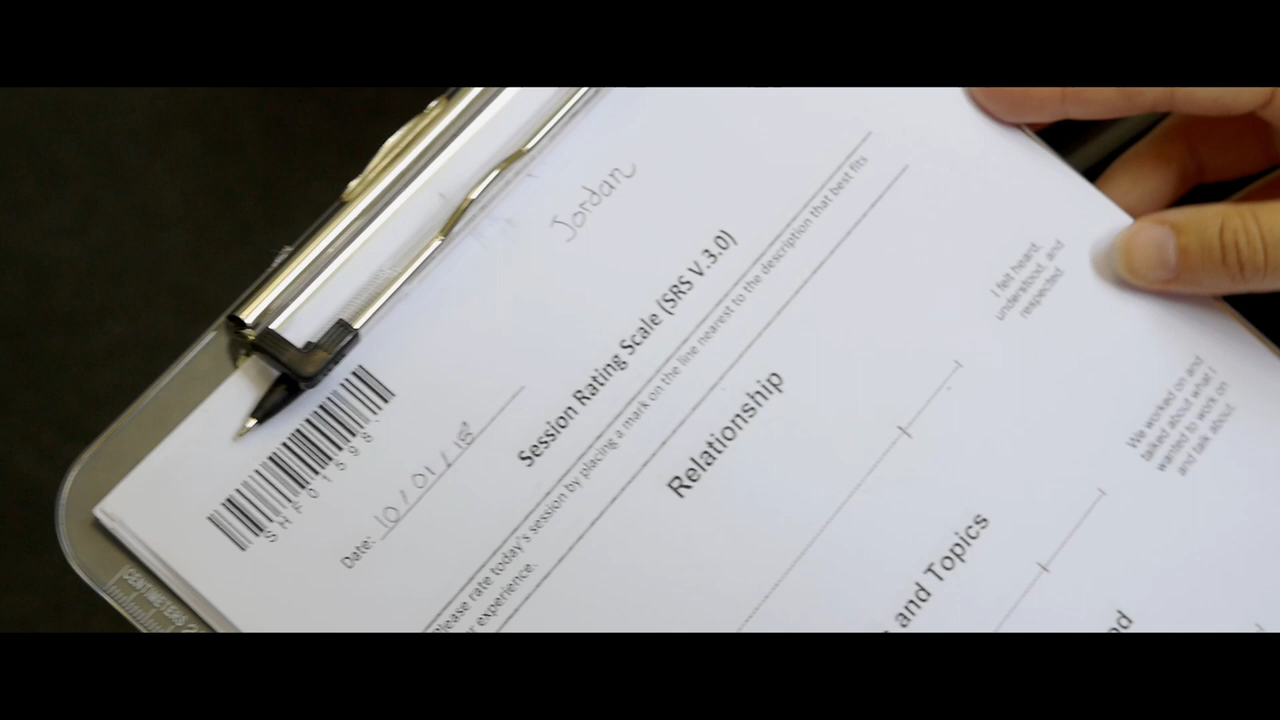 Jordan
SHF01598
Date: 10/01/18
Session Rating Scale (SRS V.3.0)
Please rate today's session by placing a mark on the line nearest to the description that best fits
experience.
Relationship
I felt heard,
understood, and
respected.
and Topics
We worked on and
talked about what I
wanted to work on
and talk about.
CENTIMETERS